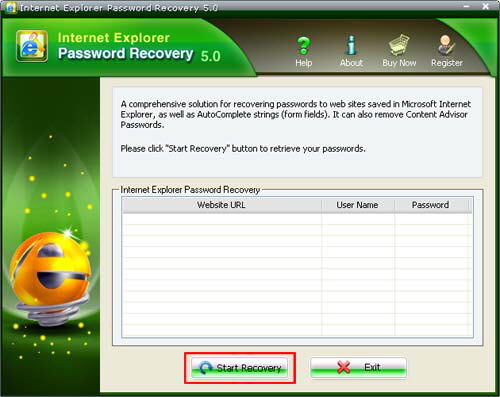 Internet Explorer Password Recovery 5.0
Internet Explorer
Password Recovery 5.0
Help
About
Buy Now
Register
A comprehensive solution for recovering passwords to web sites saved in Microsoft Internet
Explorer, as well as AutoComplete strings (form fields). It can also remove Content Advisor
Passwords.
Please click "Start Recovery" button to retrieve your passwords.
Internet Explorer Password Recovery
Website URL User Name Password
Start Recovery
Exit